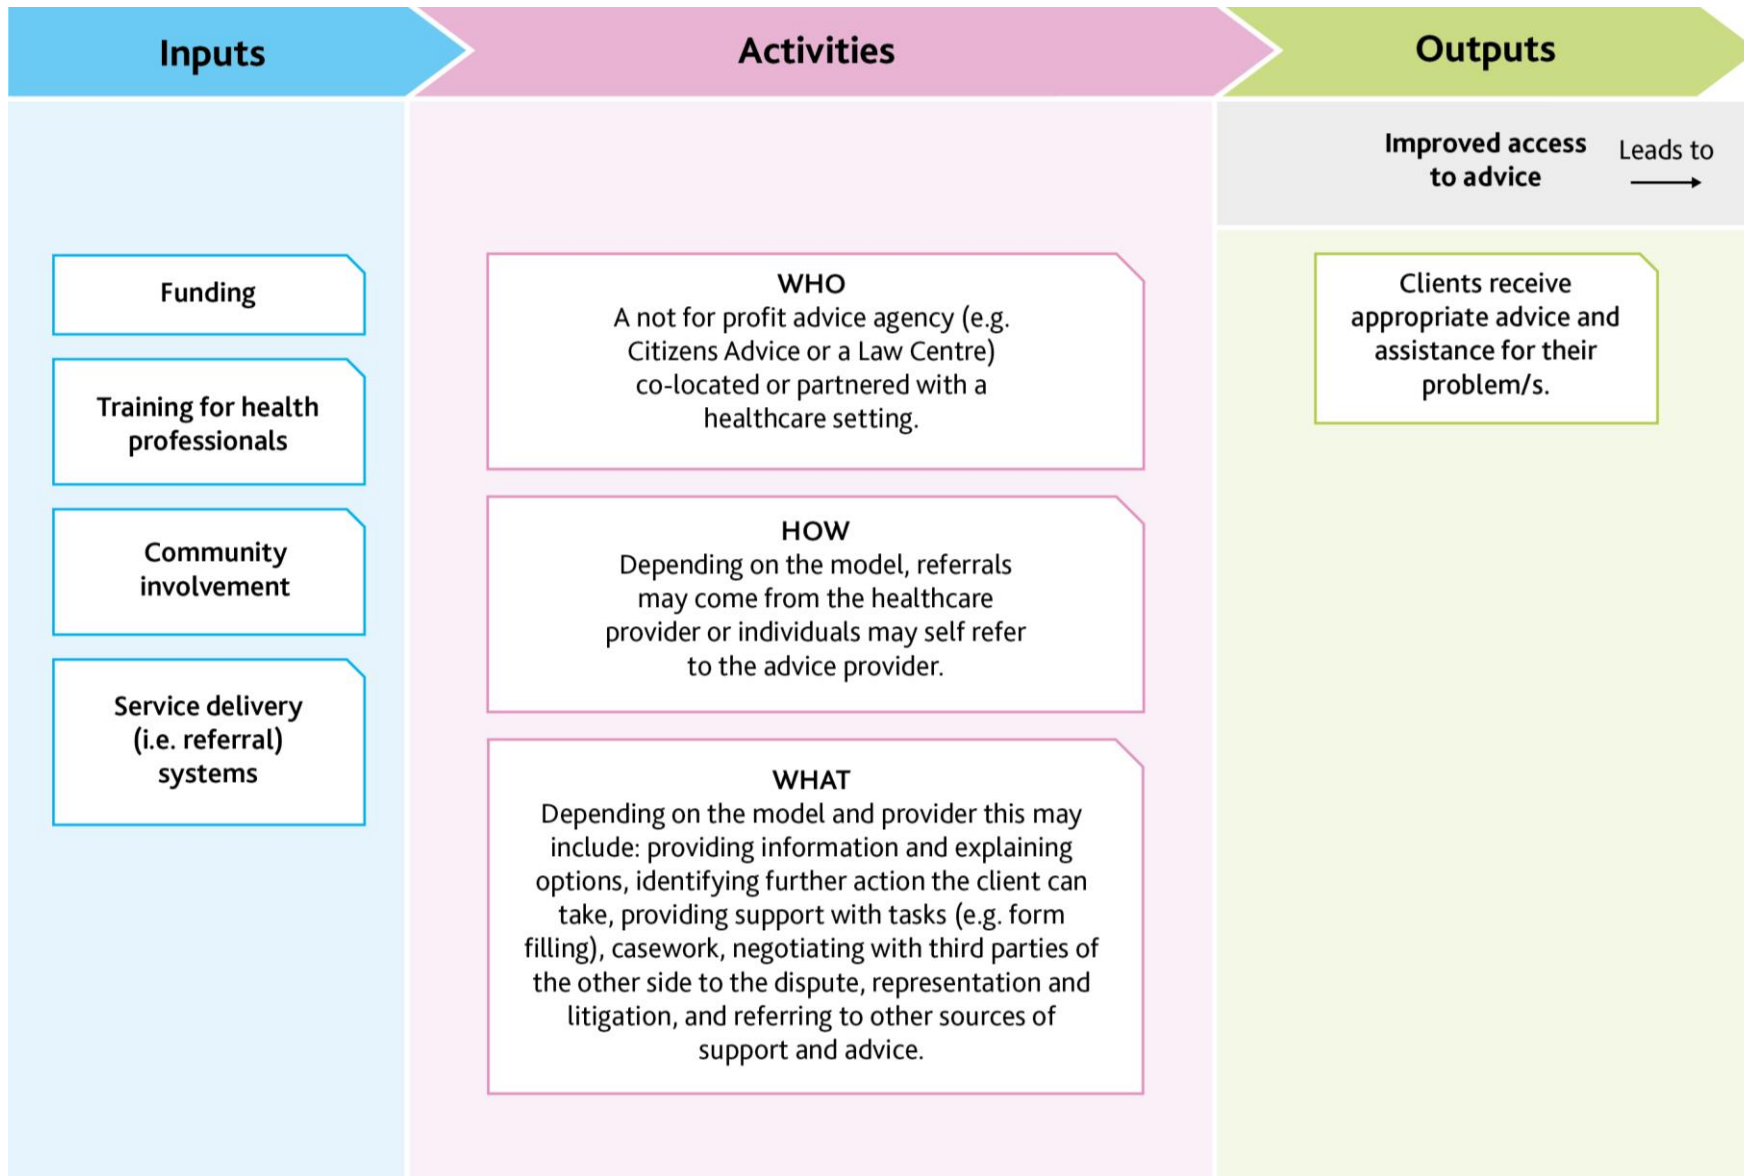 Inputs
Activities
Outputs
Improved access
to advice
Leads to
Funding
Training for health
professionals
Community
involvement
Service delivery
(i.e. referral)
systems
WHO
A not for profit advice agency (e.g.
Citizens Advice or a Law Centre)
co-located or partnered with a
healthcare setting.
HOW
Depending on the model, referrals
may come from the healthcare
provider or individuals may self refer
to the advice provider.
WHAT
Depending on the model and provider this may
include: providing information and explaining
options, identifying further action the client can
take, providing support with tasks (e.g. form
filling), casework, negotiating with third parties of
the other side to the dispute, representation and
litigation, and referring to other sources of
support and advice.
Clients receive
appropriate advice and
assistance for their
problem/s.